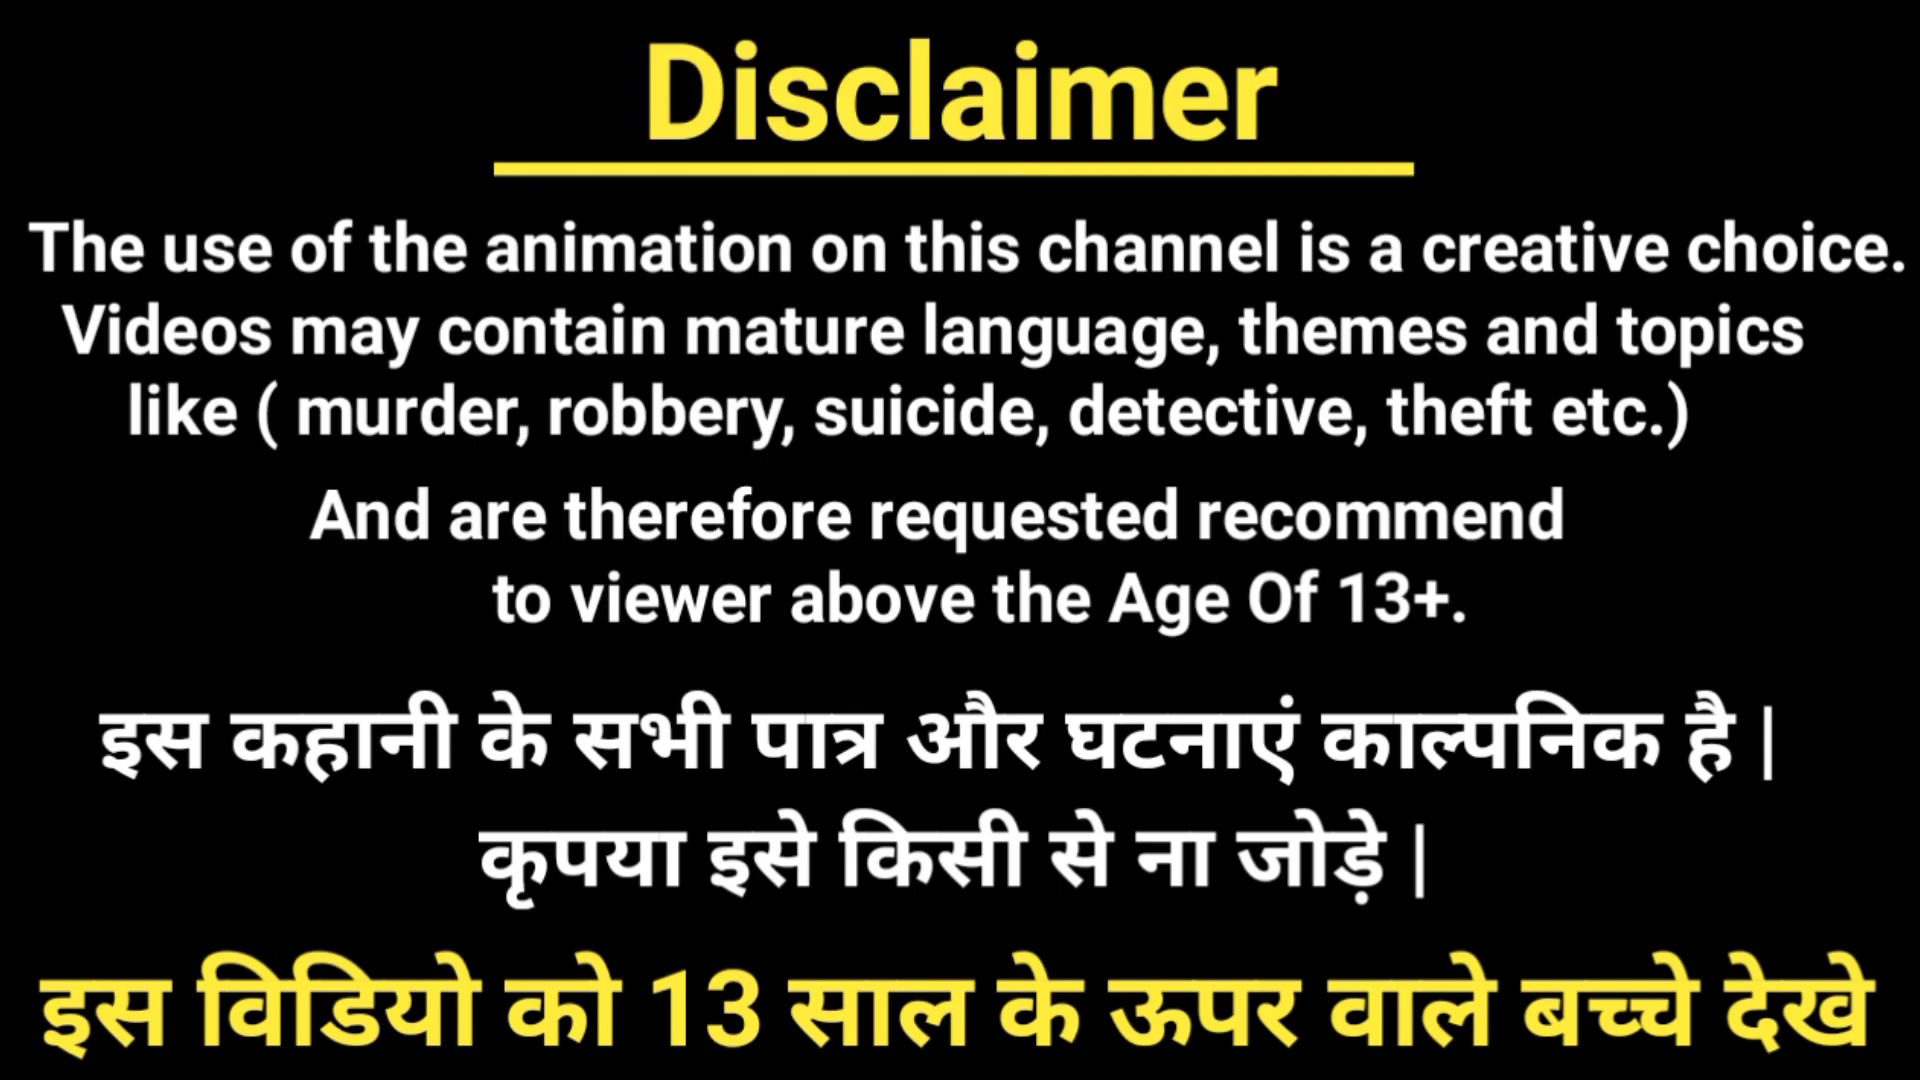 Disclaimer
The use of the animation on this channel is a creative choice.
Videos may contain mature language, themes and topics
like ( murder, robbery, suicide, detective, theft etc.)
And are therefore requested recommend
to viewer above the Age Of 13+.
इस कहानी के सभी पात्र और घटनाएं काल्पनिक है |
कृपया इसे किसी से ना जोड़े |
इस विडियो को 13 साल के ऊपर वाले बच्चे देखे